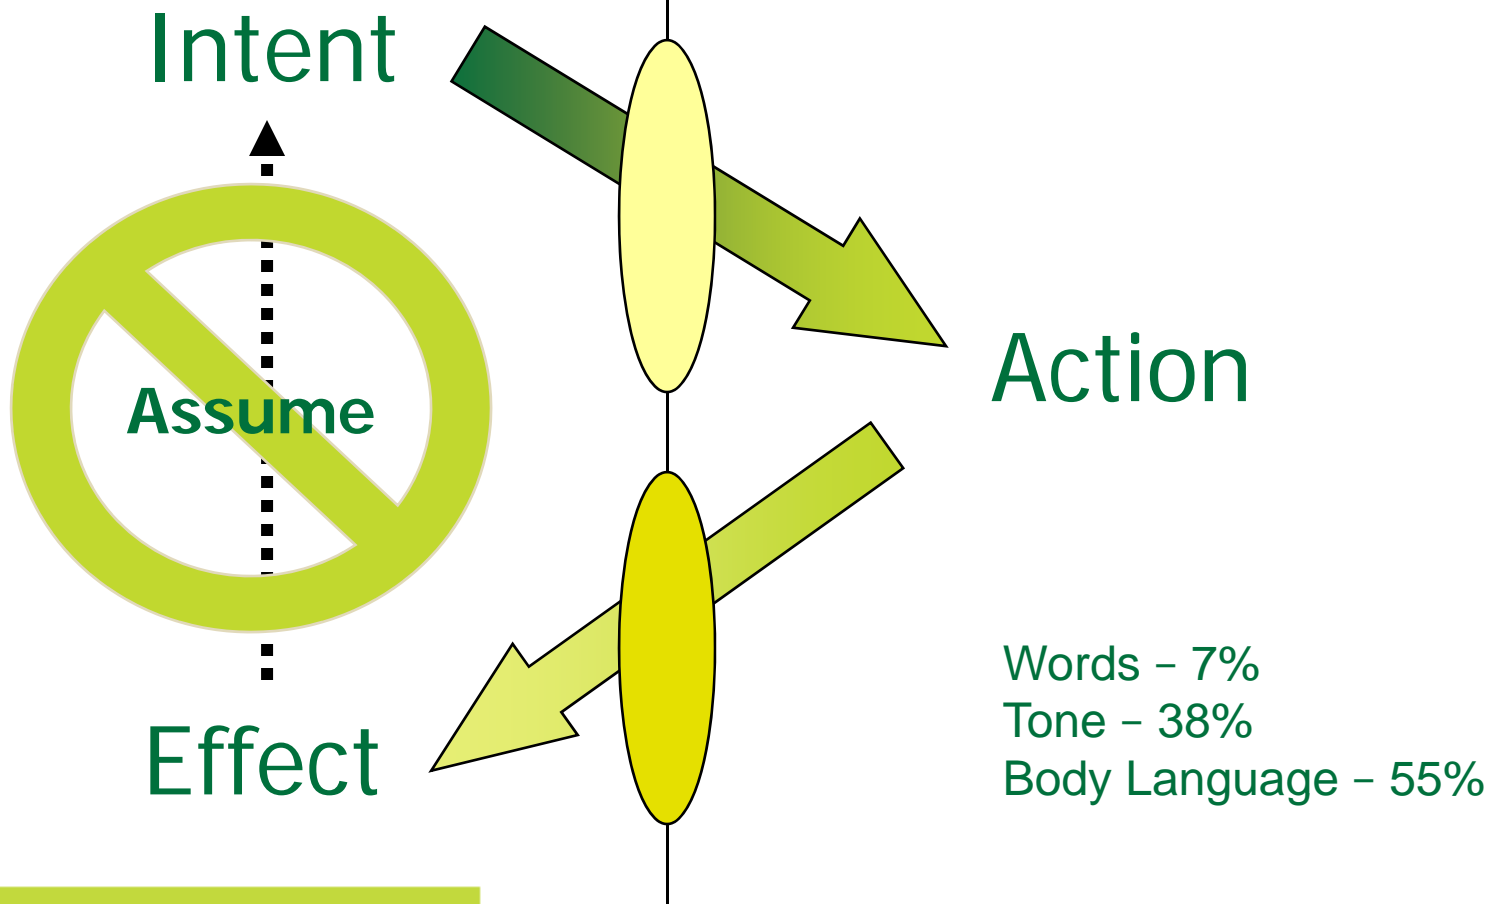 Intent
Action
Assume
Effect
Words – 7%
Tone – 38%
Body Language – 55%